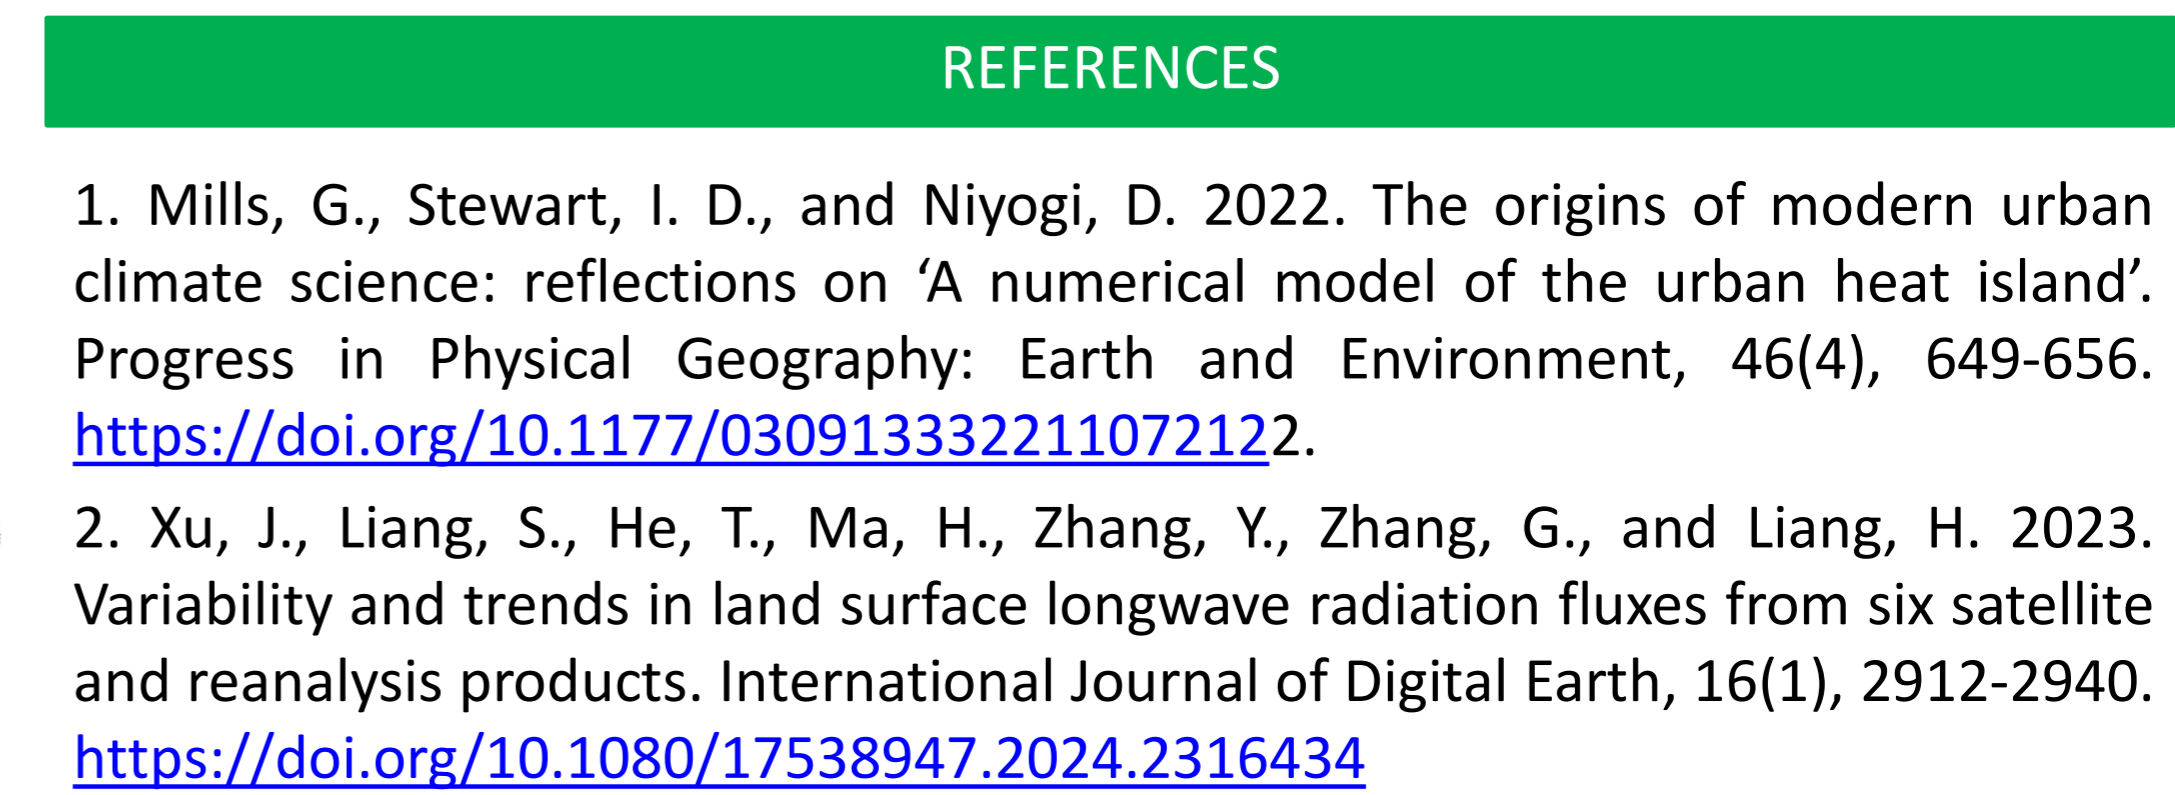 REFERENCES
1. Mills, G., Stewart, I. D., and Niyogi, D. 2022. The origins of modern urban
climate science: reflections on ‘A numerical model of the urban heat island’.
Progress in Physical Geography: Earth and Environment, 46(4), 649-656.
https://doi.org/10.1177/030913332211072122.
2. Xu, J., Liang, S., He, T., Ma, H., Zhang, Y., Zhang, G., and Liang, H. 2023.
Variability and trends in land surface longwave radiation fluxes from six satellite
and reanalysis products. International Journal of Digital Earth, 16(1), 2912-2940.
https://doi.org/10.1080/17538947.2024.2316434